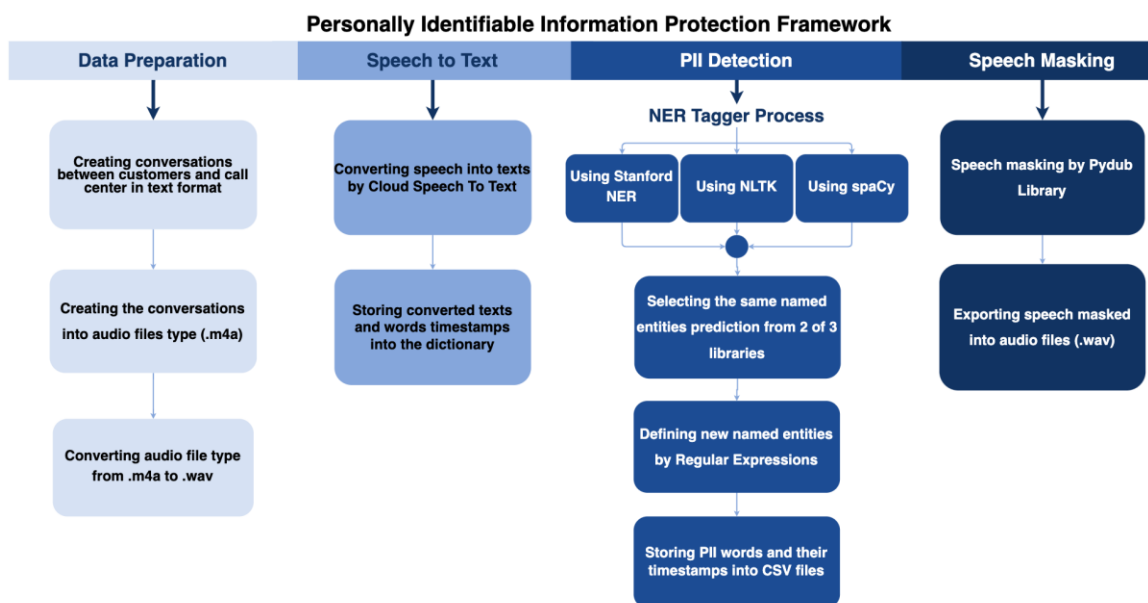 Personally Identifiable Information Protection Framework
Data Preparation
Speech to Text
PII Detection
Speech Masking
Creating conversations
between customers and call
center in text format
Creating the conversations
into audio files type (.m4a)
Converting audio file type
from .m4a to .wav
Converting speech into texts
by Cloud Speech To Text
Storing converted texts
and words timestamps
into the dictionary
NER Tagger Process
Using Stanford
NER
Using NLTK
Using spaCy
Selecting the same named
entities prediction from 2 of 3
libraries
Defining new named entities
by Regular Expressions
Storing PII words and their
timestamps into CSV files
Speech masking by Pydub
Library
Exporting speech masked
into audio files (.wav)